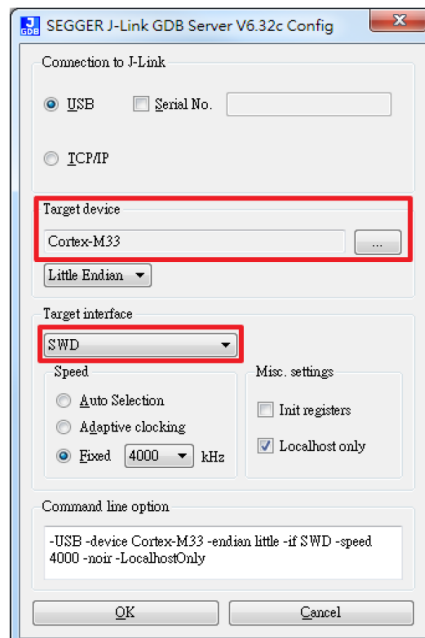 SEGGER J-Link GDB Server V6.32c Config
Connection to J-Link
USB
Serial No.
TCP/IP
Target device
Cortex-M33
...
Little Endian
Target interface
SWD
Speed
Auto Selection
Adaptive clocking
Fixed 4000 kHz
Misc. settings
Init registers
Localhost only
Command line option
-USB -device Cortex-M33 -endian little -if SWD -speed
4000 -noir -LocalhostOnly
OK
Cancel